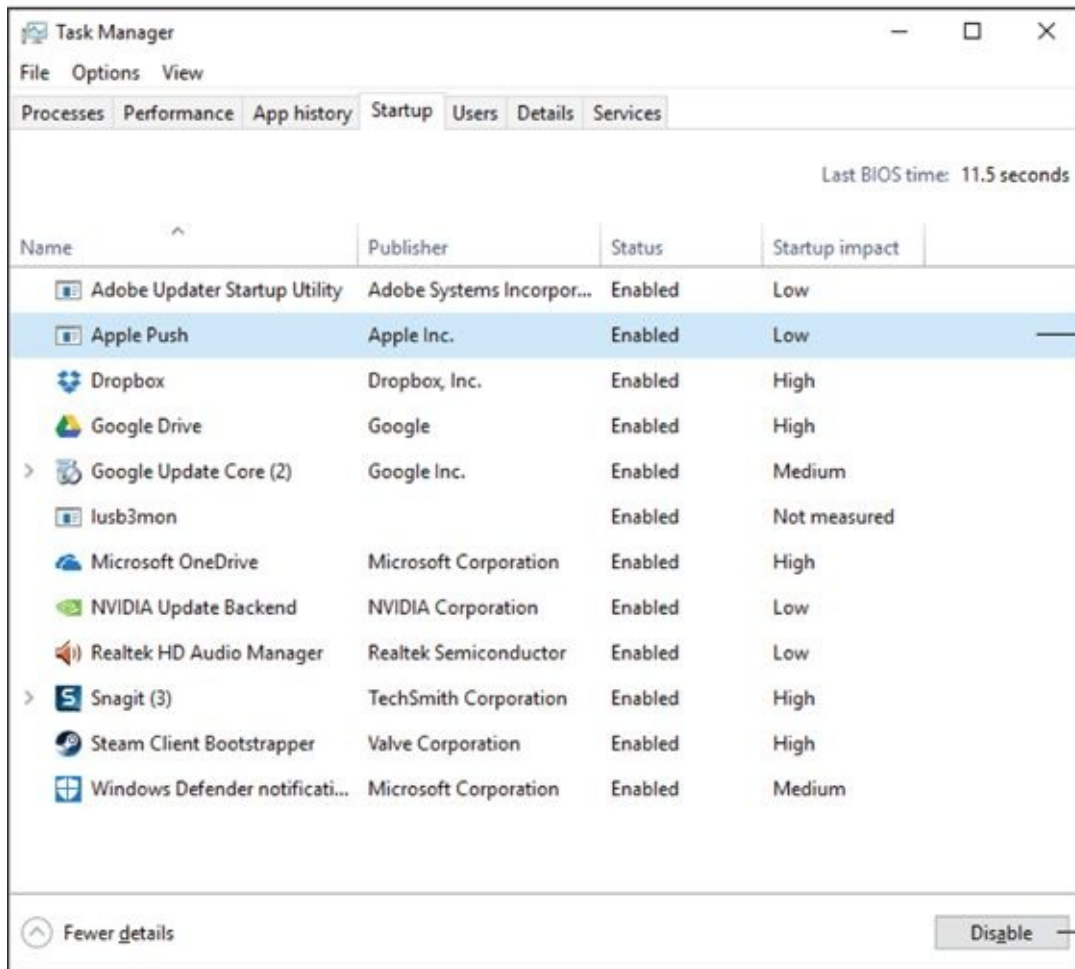 Task Manager
File Options View
Processes Performance App history Startup Users Details Services
Last BIOS time: 11.5 seconds
Name Publisher Status Startup impact
Adobe Updater Startup Utility Adobe Systems Incorpor... Enabled Low
Apple Push Apple Inc. Enabled Low
Dropbox Dropbox, Inc. Enabled High
Google Drive Google Enabled High
Google Update Core (2) Google Inc. Enabled Medium
Iusb3mon Enabled Not measured
Microsoft OneDrive Microsoft Corporation Enabled High
NVIDIA Update Backend NVIDIA Corporation Enabled Low
Realtek HD Audio Manager Realtek Semiconductor Enabled Low
Snagit (3) TechSmith Corporation Enabled High
Steam Client Bootstrapper Valve Corporation Enabled High
Windows Defender notificati... Microsoft Corporation Enabled Medium
Fewer details Disable